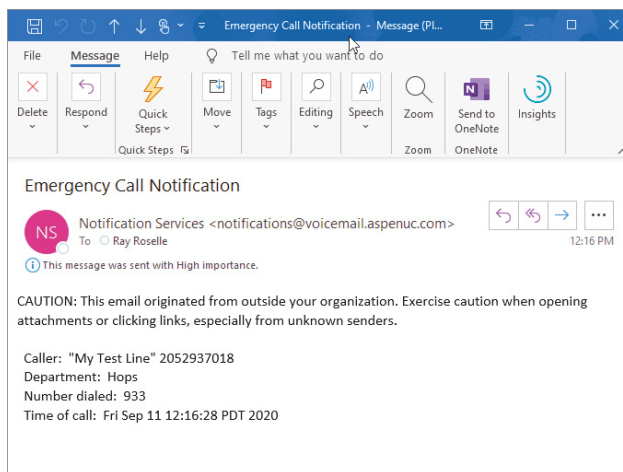 Emergency Call Notification - Message (Pl...
File Message Help Tell me what you want to do
Delete Respond Quick Steps Move Tags Editing Speech Zoom Send to OneNote Insights
Quick Steps Zoom OneNote
Emergency Call Notification
NS
Notification Services <notifications@voicemail.aspenuc.com>
To Ray Roselle
12:16 PM
This message was sent with High importance.
CAUTION: This email originated from outside your organization. Exercise caution when opening
attachments or clicking links, especially from unknown senders.
Caller: "My Test Line" 2052937018
Department: Hops
Number dialed: 933
Time of call: Fri Sep 11 12:16:28 PDT 2020